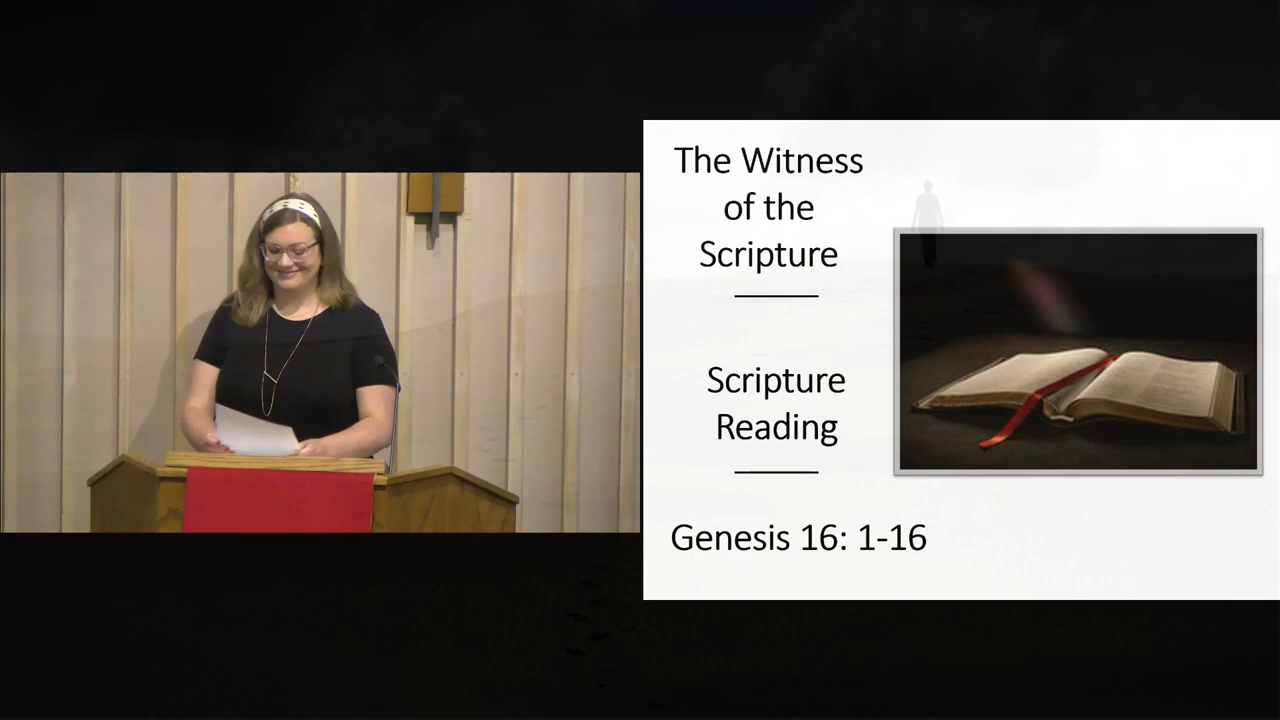 The Witness
of the
Scripture
Scripture
Reading
Genesis 16: 1-16